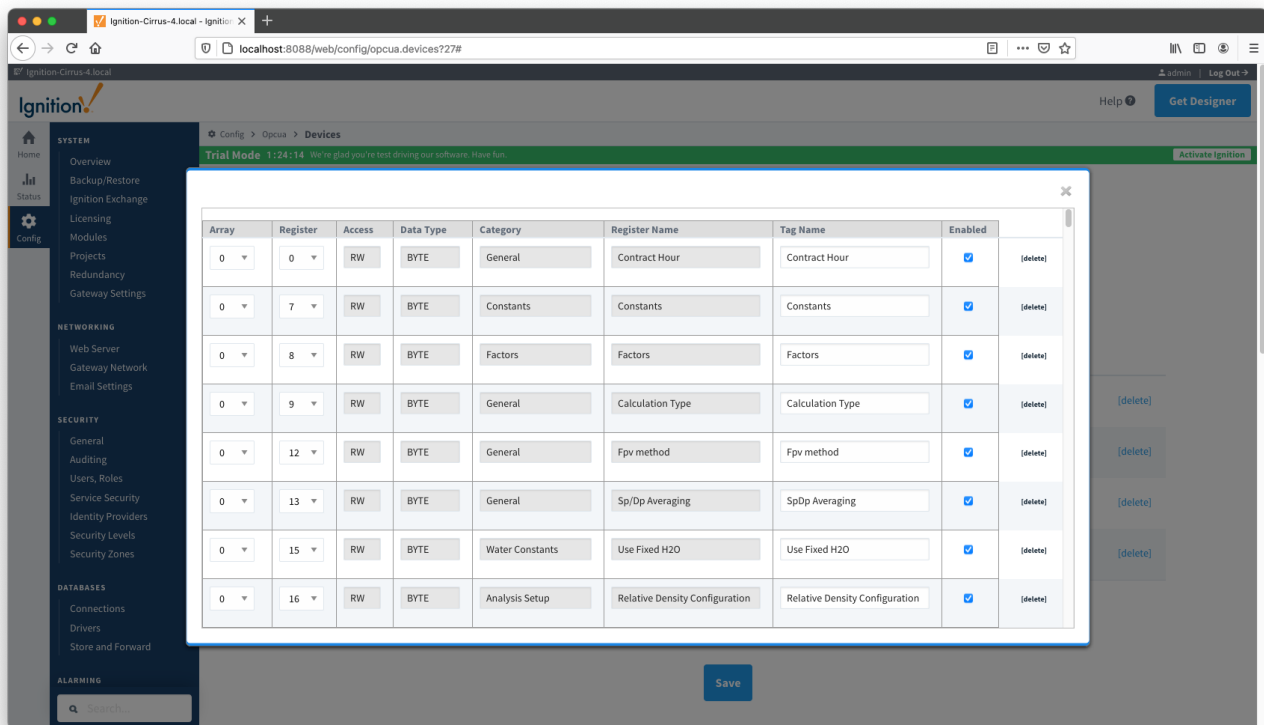 Ignition-Cirrus-4.local - Ignition
localhost:8088/web/config/opcua.devices?27#
Ignition-Cirrus-4.local
admin | Log Out
Ignition!
Help
Get Designer
Home
Status
Config
SYSTEM
Overview
Backup/Restore
Ignition Exchange
Licensing
Modules
Projects
Redundancy
Gateway Settings
NETWORKING
Web Server
Gateway Network
Email Settings
SECURITY
General
Auditing
Users, Roles
Service Security
Identity Providers
Security Levels
Security Zones
DATABASES
Connections
Drivers
Store and Forward
ALARMING
Search...
Config > Opcua > Devices
Trial Mode 1:24:14 We're glad you're test driving our software. Have fun.
Activate Ignition
Array Register Access Data Type Category Register Name Tag Name Enabled
0 0 RW BYTE General Contract Hour Contract Hour [delete]
0 7 RW BYTE Constants Constants Constants [delete]
0 8 RW BYTE Factors Factors Factors [delete]
0 9 RW BYTE General Calculation Type Calculation Type [delete]
0 12 RW BYTE General Fpv method Fpv method [delete]
0 13 RW BYTE General Sp/Dp Averaging SpDp Averaging [delete]
0 15 RW BYTE Water Constants Use Fixed H2O Use Fixed H2O [delete]
0 16 RW BYTE Analysis Setup Relative Density Configuration Relative Density Configuration [delete]
[delete]
[delete]
[delete]
[delete]
Save